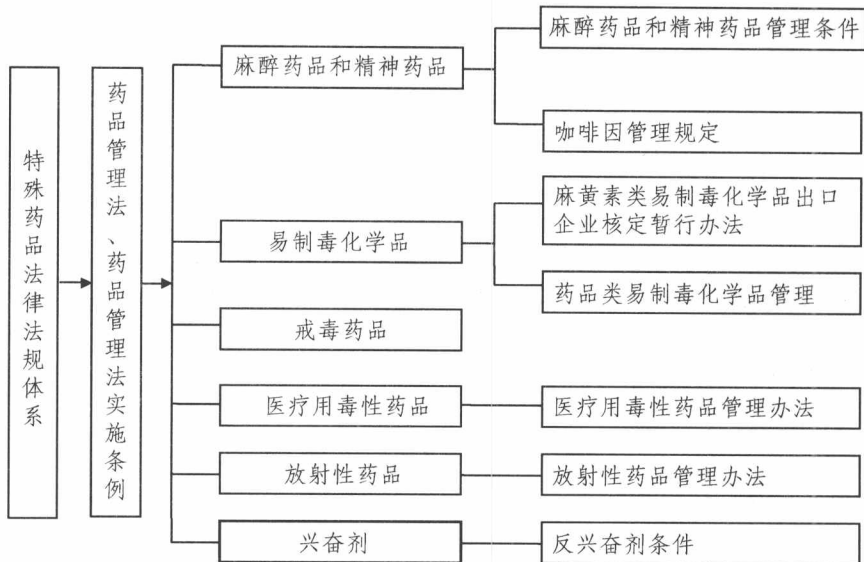 特殊药品法律法规体系
药品管理法、药品管理法实施条例
麻醉药品和精神药品
麻醉药品和精神药品管理条件
咖啡因管理规定
易制毒化学品
麻黄素类易制毒化学品出口
企业核定暂行办法
药品类易制毒化学品管理
戒毒药品
医疗用毒性药品
医疗用毒性药品管理办法
放射性药品
放射性药品管理办法
兴奋剂
反兴奋剂条件